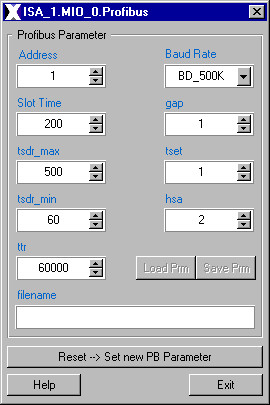 ISA_1.MIO_0.Profibus
Profibus Parameter
Address
Baud Rate
1
BD_500K
Slot Time
gap
200
1
tsdr_max
tset
500
1
tsdr_min
hsa
60
2
ttr
60000
Load Prm
Save Prm
filename
Reset --> Set new PB Parameter
Help
Exit